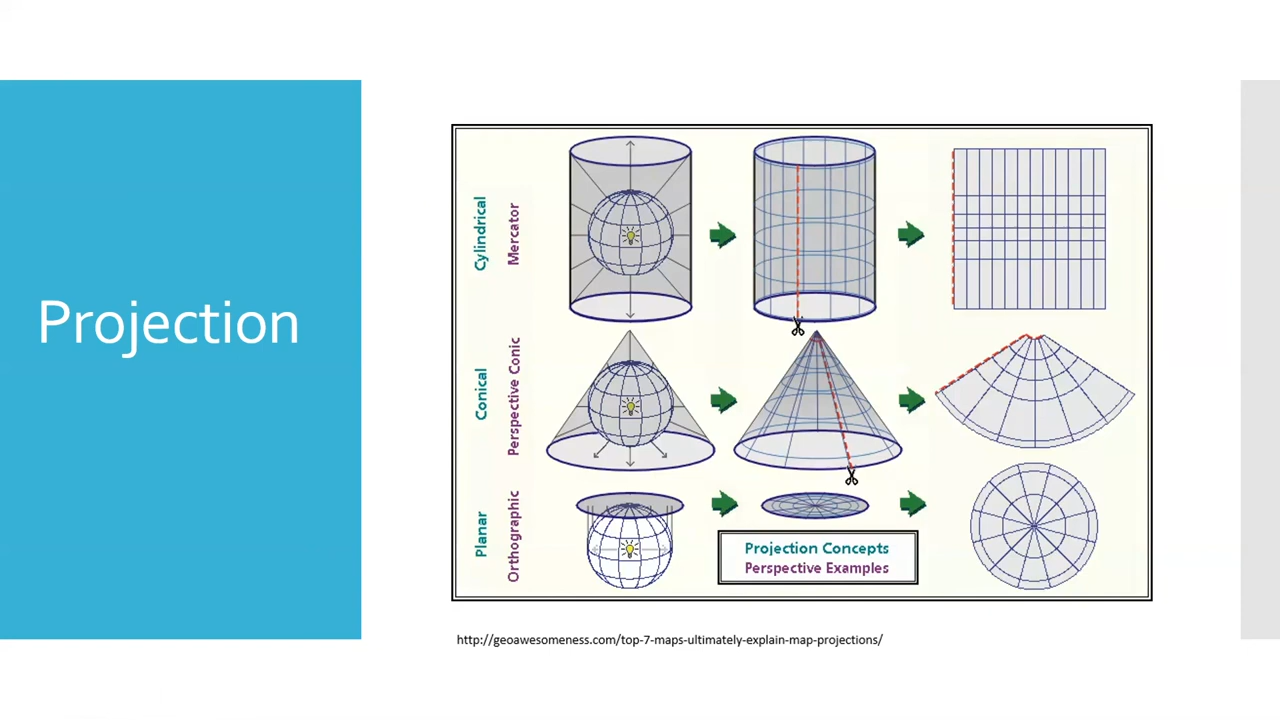 Projection
Cylindrical
Mercator
Conical
Perspective Conic
Planar
Orthographic
Projection Concepts
Perspective Examples
http://geoawesomeness.com/top-7-maps-ultimately-explain-map-projections/